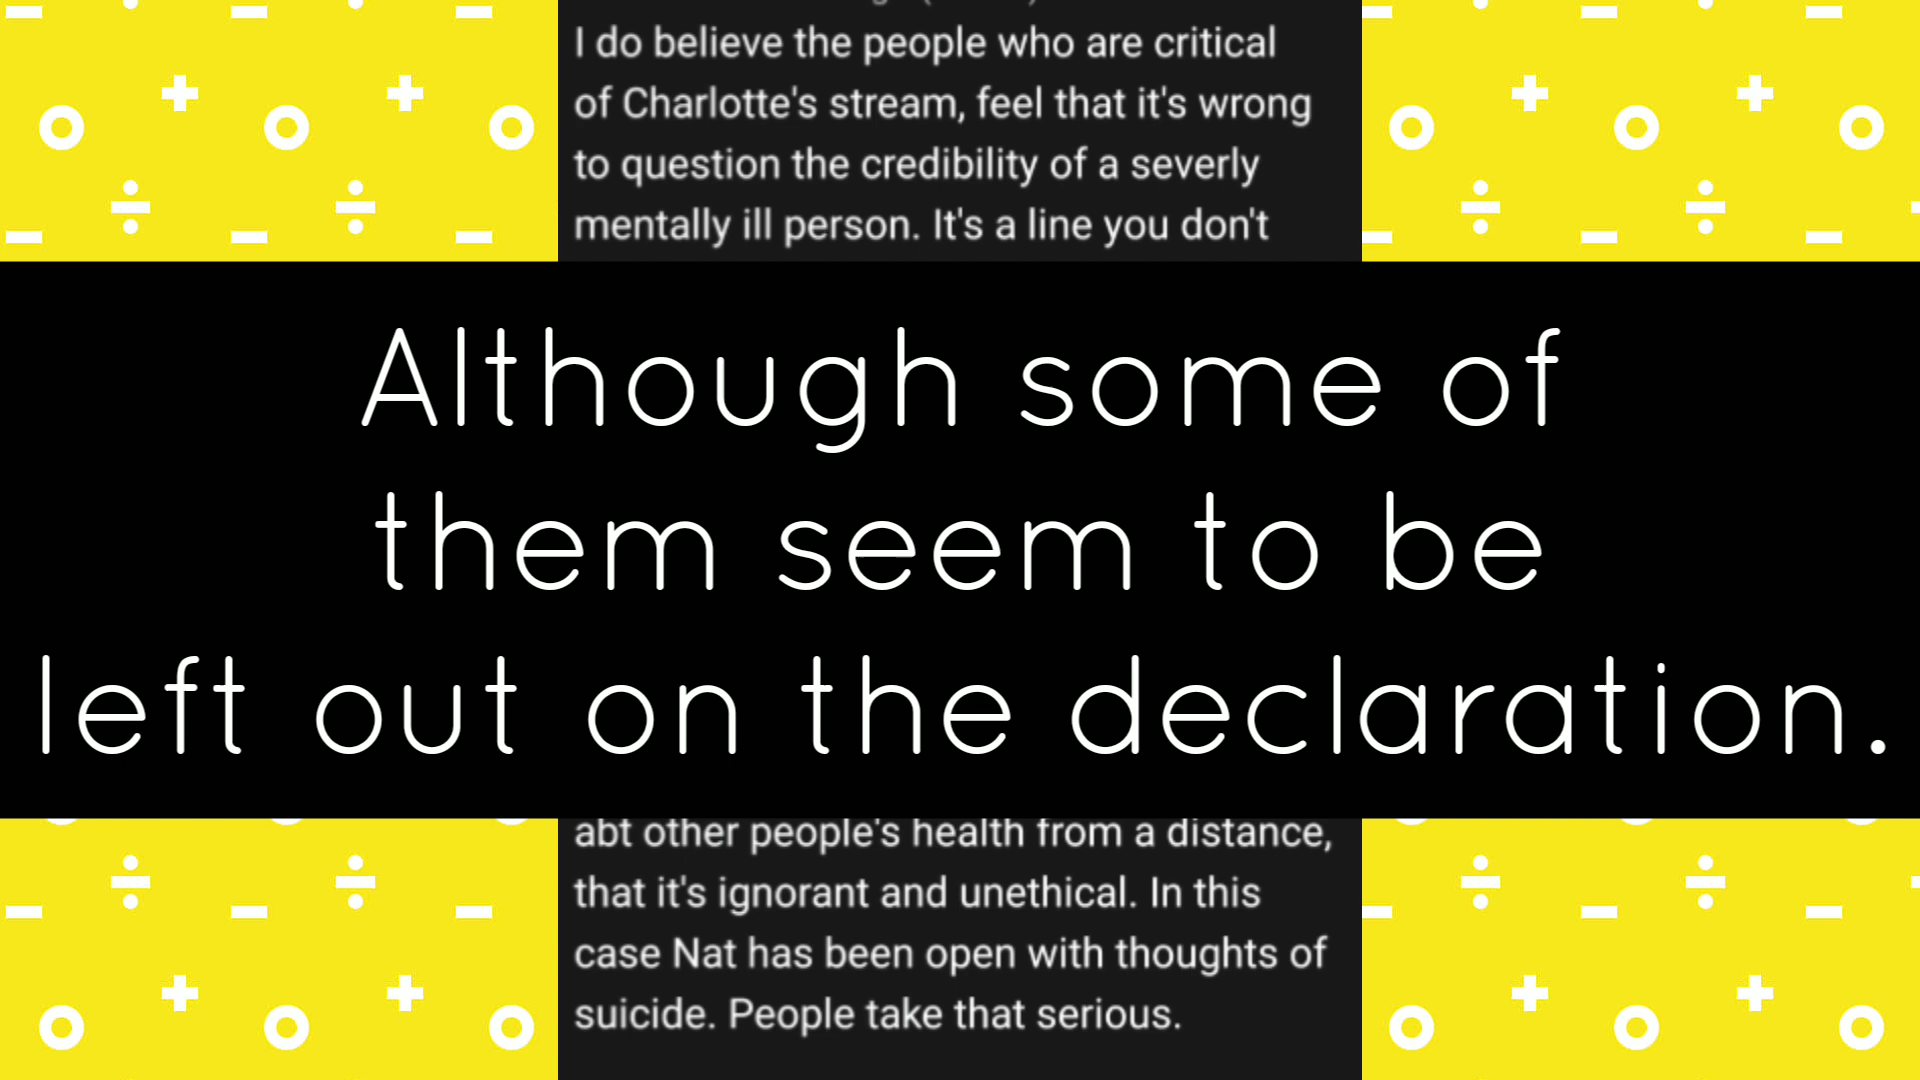 I do believe the people who are critical
of Charlotte's stream, feel that it's wrong
to question the credibility of a severly
mentally ill person. It's a line you don't
Although some of
them seem to be
left out on the declaration.
abt other people's health from a distance,
that it's ignorant and unethical. In this
case Nat has been open with thoughts of
suicide. People take that serious.